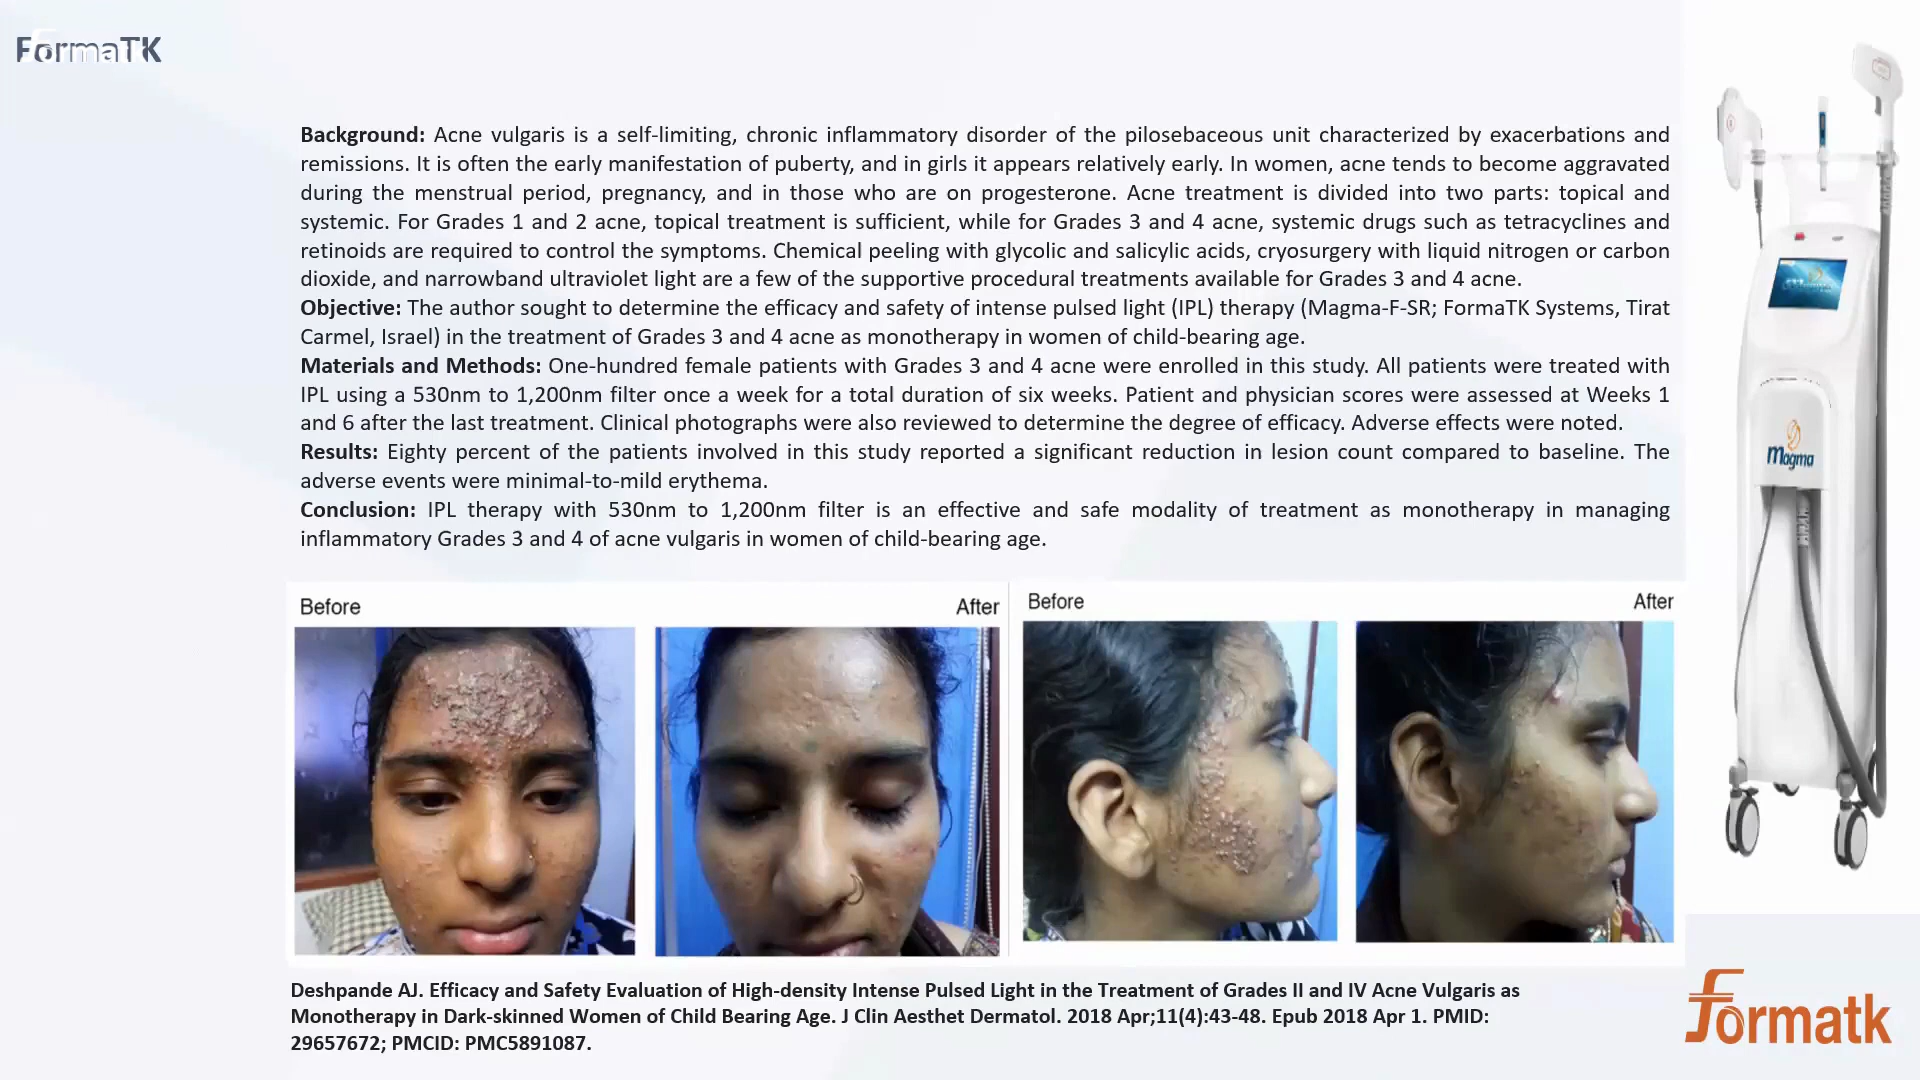 FormaTK
Background: Acne vulgaris is a self-limiting, chronic inflammatory disorder of the pilosebaceous unit characterized by exacerbations and
remissions. It is often the early manifestation of puberty, and in girls it appears relatively early. In women, acne tends to become aggravated
during the menstrual period, pregnancy, and in those who are on progesterone. Acne treatment is divided into two parts: topical and
systemic. For Grades 1 and 2 acne, topical treatment is sufficient, while for Grades 3 and 4 acne, systemic drugs such as tetracyclines and
retinoids are required to control the symptoms. Chemical peeling with glycolic and salicylic acids, cryosurgery with liquid nitrogen or carbon
dioxide, and narrowband ultraviolet light are a few of the supportive procedural treatments available for Grades 3 and 4 acne.
Objective: The author sought to determine the efficacy and safety of intense pulsed light (IPL) therapy (Magma-F-SR; FormaTK Systems, Tirat
Carmel, Israel) in the treatment of Grades 3 and 4 acne as monotherapy in women of child-bearing age.
Materials and Methods: One-hundred female patients with Grades 3 and 4 acne were enrolled in this study. All patients were treated with
IPL using a 530nm to 1,200nm filter once a week for a total duration of six weeks. Patient and physician scores were assessed at Weeks 1
and 6 after the last treatment. Clinical photographs were also reviewed to determine the degree of efficacy. Adverse effects were noted.
Results: Eighty percent of the patients involved in this study reported a significant reduction in lesion count compared to baseline. The
adverse events were minimal-to-mild erythema.
Conclusion: IPL therapy with 530nm to 1,200nm filter is an effective and safe modality of treatment as monotherapy in managing
inflammatory Grades 3 and 4 of acne vulgaris in women of child-bearing age.
Before
After
Before
After
Deshpande AJ. Efficacy and Safety Evaluation of High-density Intense Pulsed Light in the Treatment of Grades II and IV Acne Vulgaris as
Monotherapy in Dark-skinned Women of Child Bearing Age. J Clin Aesthet Dermatol. 2018 Apr;11(4):43-48. Epub 2018 Apr 1. PMID:
29657672; PMCID: PMC5891087.
magma
formatk